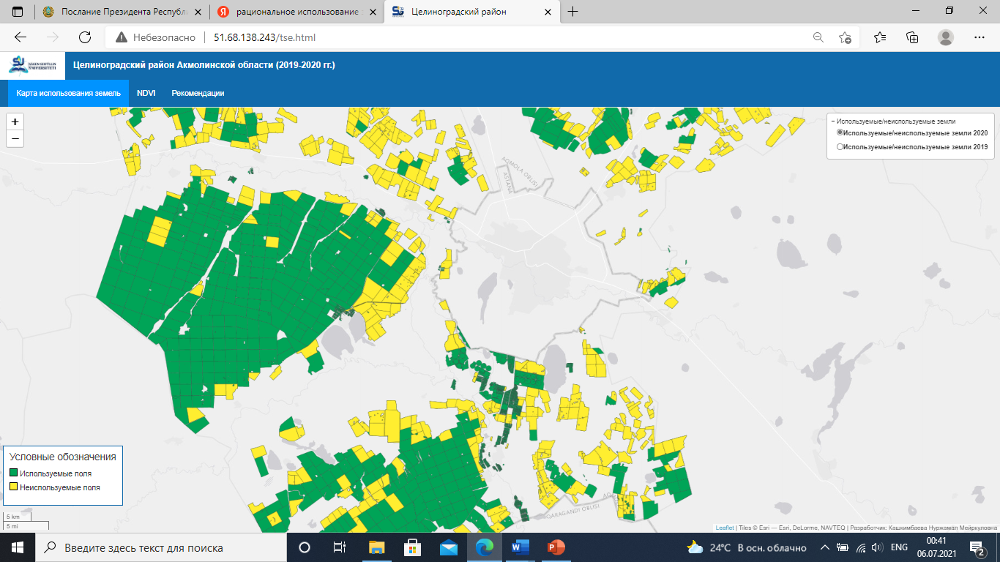 Послание Президента Республи
рациональное использование з
Целиноградский район
Небезопасно
51.68.138.243/tse.html
SÁKEN SEIFÝLLIN
UNIVERSITETI
Целиноградский район Акмолинской области (2019-2020 гг.)
Карта использования земель
NDVI
Рекомендации
+
−
− Используемые/неиспользуемые земли
Используемые/неиспользуемые земли 2020
Используемые/неиспользуемые земли 2019
AQMOLA OBLISI
ASTANA
QARAGANDI OBLISI
Условные обозначения
Используемые поля
Неиспользуемые поля
5 km
5 mi
Leaflet | Tiles © Esri — Esri, DeLorme, NAVTEQ | Разработчик: Кашкимбаева Нуржамал Мейркуловна
Введите здесь текст для поиска
24°C В осн. облачно
ENG
00:41
06.07.2021
2